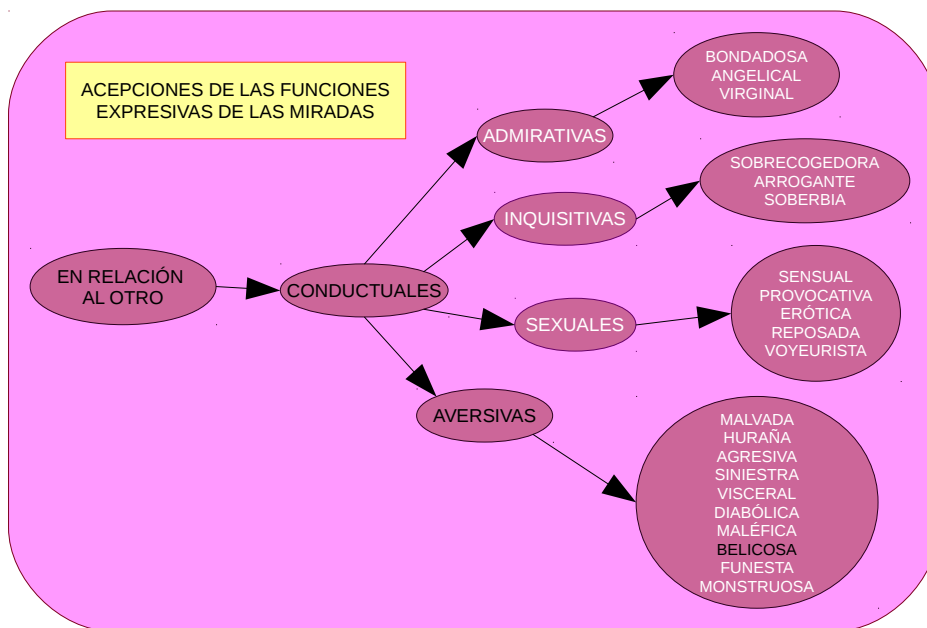 ACEPCIONES DE LAS FUNCIONES
EXPRESIVAS DE LAS MIRADAS
EN RELACIÓN
AL OTRO
CONDUCTUALES
ADMIRATIVAS
BONDADOSA
ANGELICAL
VIRGINAL
INQUISITIVAS
SOBRECOGEDORA
ARROGANTE
SOBERBIA
SEXUALES
SENSUAL
PROVOCATIVA
ERÓTICA
REPOSADA
VOYEURISTA
AVERSIVAS
MALVADA
HURAÑA
AGRESIVA
SINIESTRA
VISCERAL
DIABÓLICA
MALÉFICA
BELICOSA
FUNESTA
MONSTRUOSA